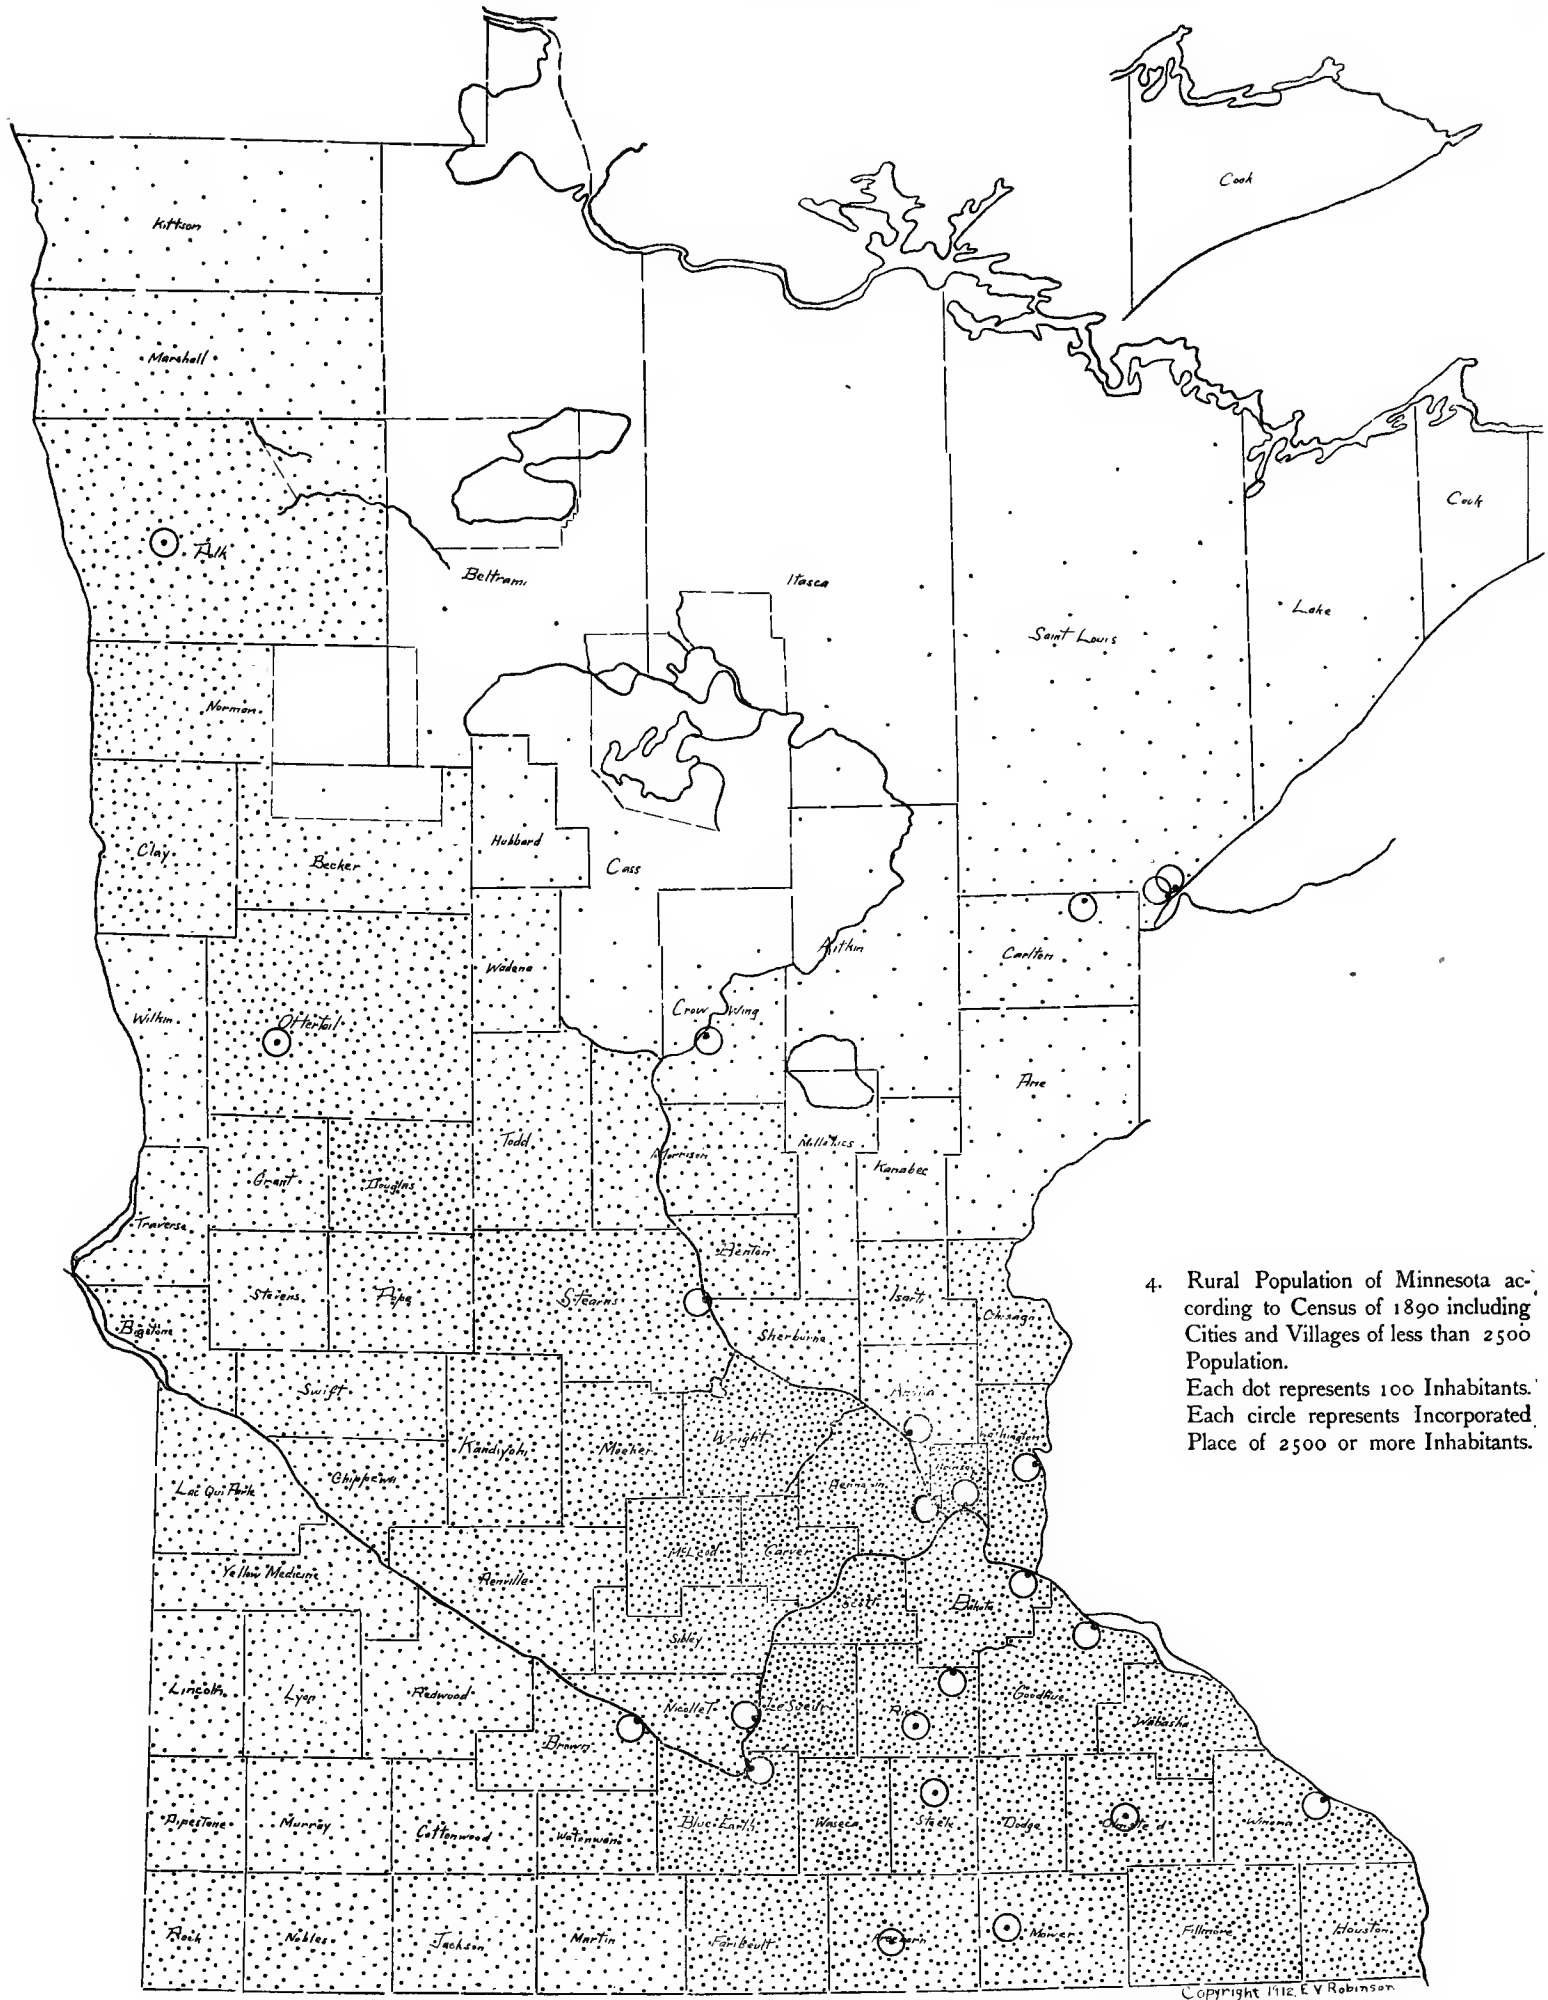 Cook
Kittson
Marshall
Cook
Polk
Beltrami
Itasca
Lake
Saint Louis
Norman
Clay
Becker
Hubbard
Cass
Aitkin
Carlton
Wadena
Wilkin
Ottertail
Crow Wing
Pine
Todd
Morrison
Kanabec
Grant
Douglas
Traverse
Benton
Stevens
Pope
Stearns
Isanti
Chisago
Bigstone
Sherburne
Swift
Anoka
Wright
Kandiyohi
Meeker
Chippewa
Lac Qui Parle
Hennepin
McLeod
Carver
Yellow Medicine
Renville
Scott
Dakota
Sibley
Lincoln
Lyon
Redwood
Nicollet
LeSueur
Rice
Goodhue
Wabasha
Brown
Pipestone
Murray
Cottonwood
Watonwan
Blue Earth
Waseca
Steele
Dodge
Olmsted
Winona
Rock
Nobles
Jackson
Martin
Faribault
Freeborn
Mower
Fillmore
Houston
4. Rural Population of Minnesota ac-
cording to Census of 1890 including
Cities and Villages of less than 2500
Population.
Each dot represents 100 Inhabitants.
Each circle represents Incorporated
Place of 2500 or more Inhabitants.
Copyright 1912, E V Robinson